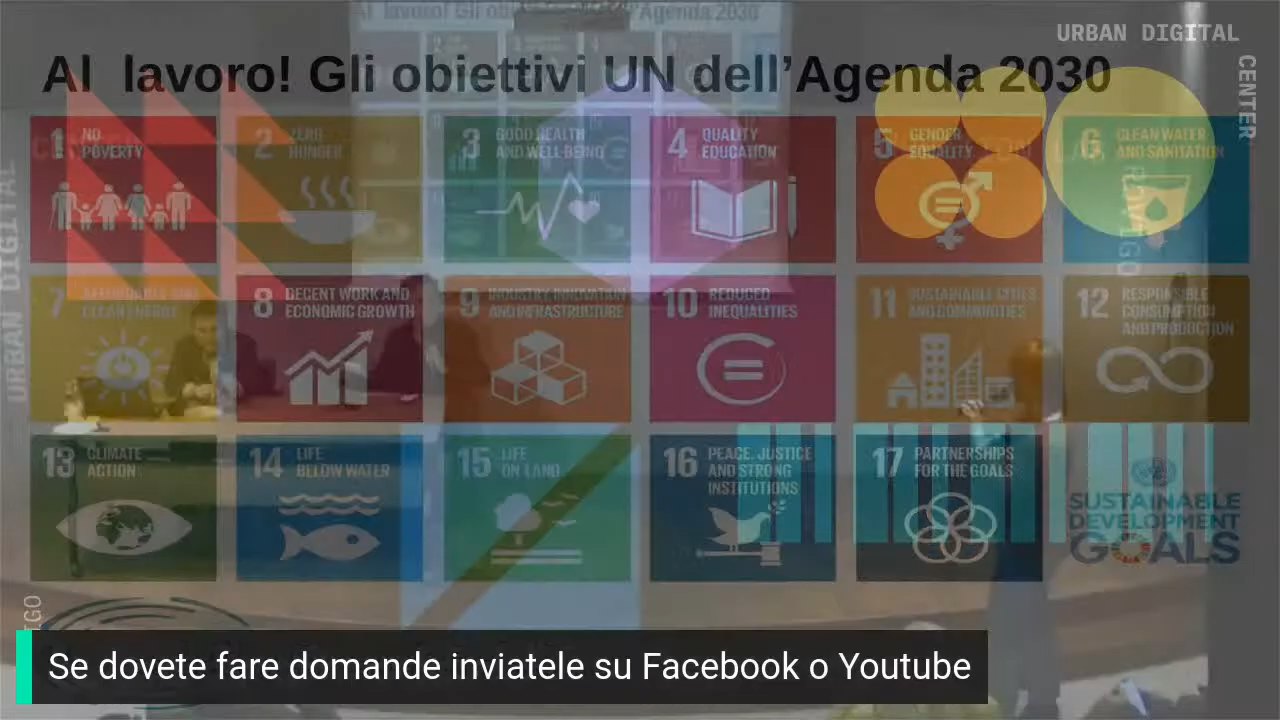 URBAN DIGITAL
CENTER
Al lavoro! Gli obiettivi UN dell'Agenda 2030
1 NO
POVERTY
2 ZERO
HUNGER
3 GOOD HEALTH
AND WELL-BEING
4 QUALITY
EDUCATION
5 GENDER
EQUALITY
6 CLEAN WATER
AND SANITATION
ROVIGO
URBAN DIGITAL
7 AFFORDABLE AND
CLEAN ENERGY
8 DECENT WORK AND
ECONOMIC GROWTH
9 INDUSTRY, INNOVATION
AND INFRASTRUCTURE
10 REDUCED
INEQUALITIES
11 SUSTAINABLE CITIES
AND COMMUNITIES
12 RESPONSIBLE
CONSUMPTION
AND PRODUCTION
13 CLIMATE
ACTION
14 LIFE
BELOW WATER
15 LIFE
ON LAND
16 PEACE, JUSTICE
AND STRONG
INSTITUTIONS
17 PARTNERSHIPS
FOR THE GOALS
SUSTAINABLE
DEVELOPMENT
GOALS
Se dovete fare domande inviatele su Facebook o Youtube